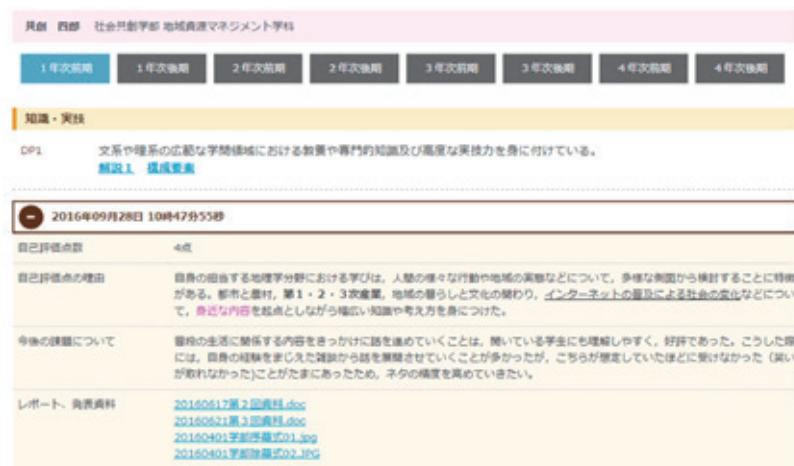 共創 四郎 社会共創学部 地域資源マネジメント学科
1年次前期 1年次後期 2年次前期 2年次後期 3年次前期 3年次後期 4年次前期 4年次後期
知識・実技
DP1 文系や理系の広範な学問領域における教養や専門的知識及び高度な実技力を身に付けている。
解説1 構成要素
2016年09月28日 10時47分55秒
自己評価点数 4点
自己評価点の理由 自身の担当する地理学分野における学びは，人間の様々な行動や地域の実態などについて，多様な側面から検討することに特徴
がある。都市と農村，第1・2・3次産業，地域の暮らしと文化の関わり，インターネットの普及による社会の変化などについ
て，身近な内容を起点としながら幅広い知識や考え方を身につけた。
今後の課題について 普段の生活に関係する内容をきっかけに話を進めていくことは，聞いている学生にも理解しやすく，好評であった。こうした際
には，自身の経験をまじえた雑談から話を展開させていくことが多かったが，こちらが想定していたほどに受けなかった（笑い
が取れなかった)ことがたまにあったため，ネタの精度を高めていきたい。
レポート、発表資料 20160617第2回資料.doc
20160621第3回資料.doc
20160401学部序幕式01.jpg
20160401学部除幕式02.JPG